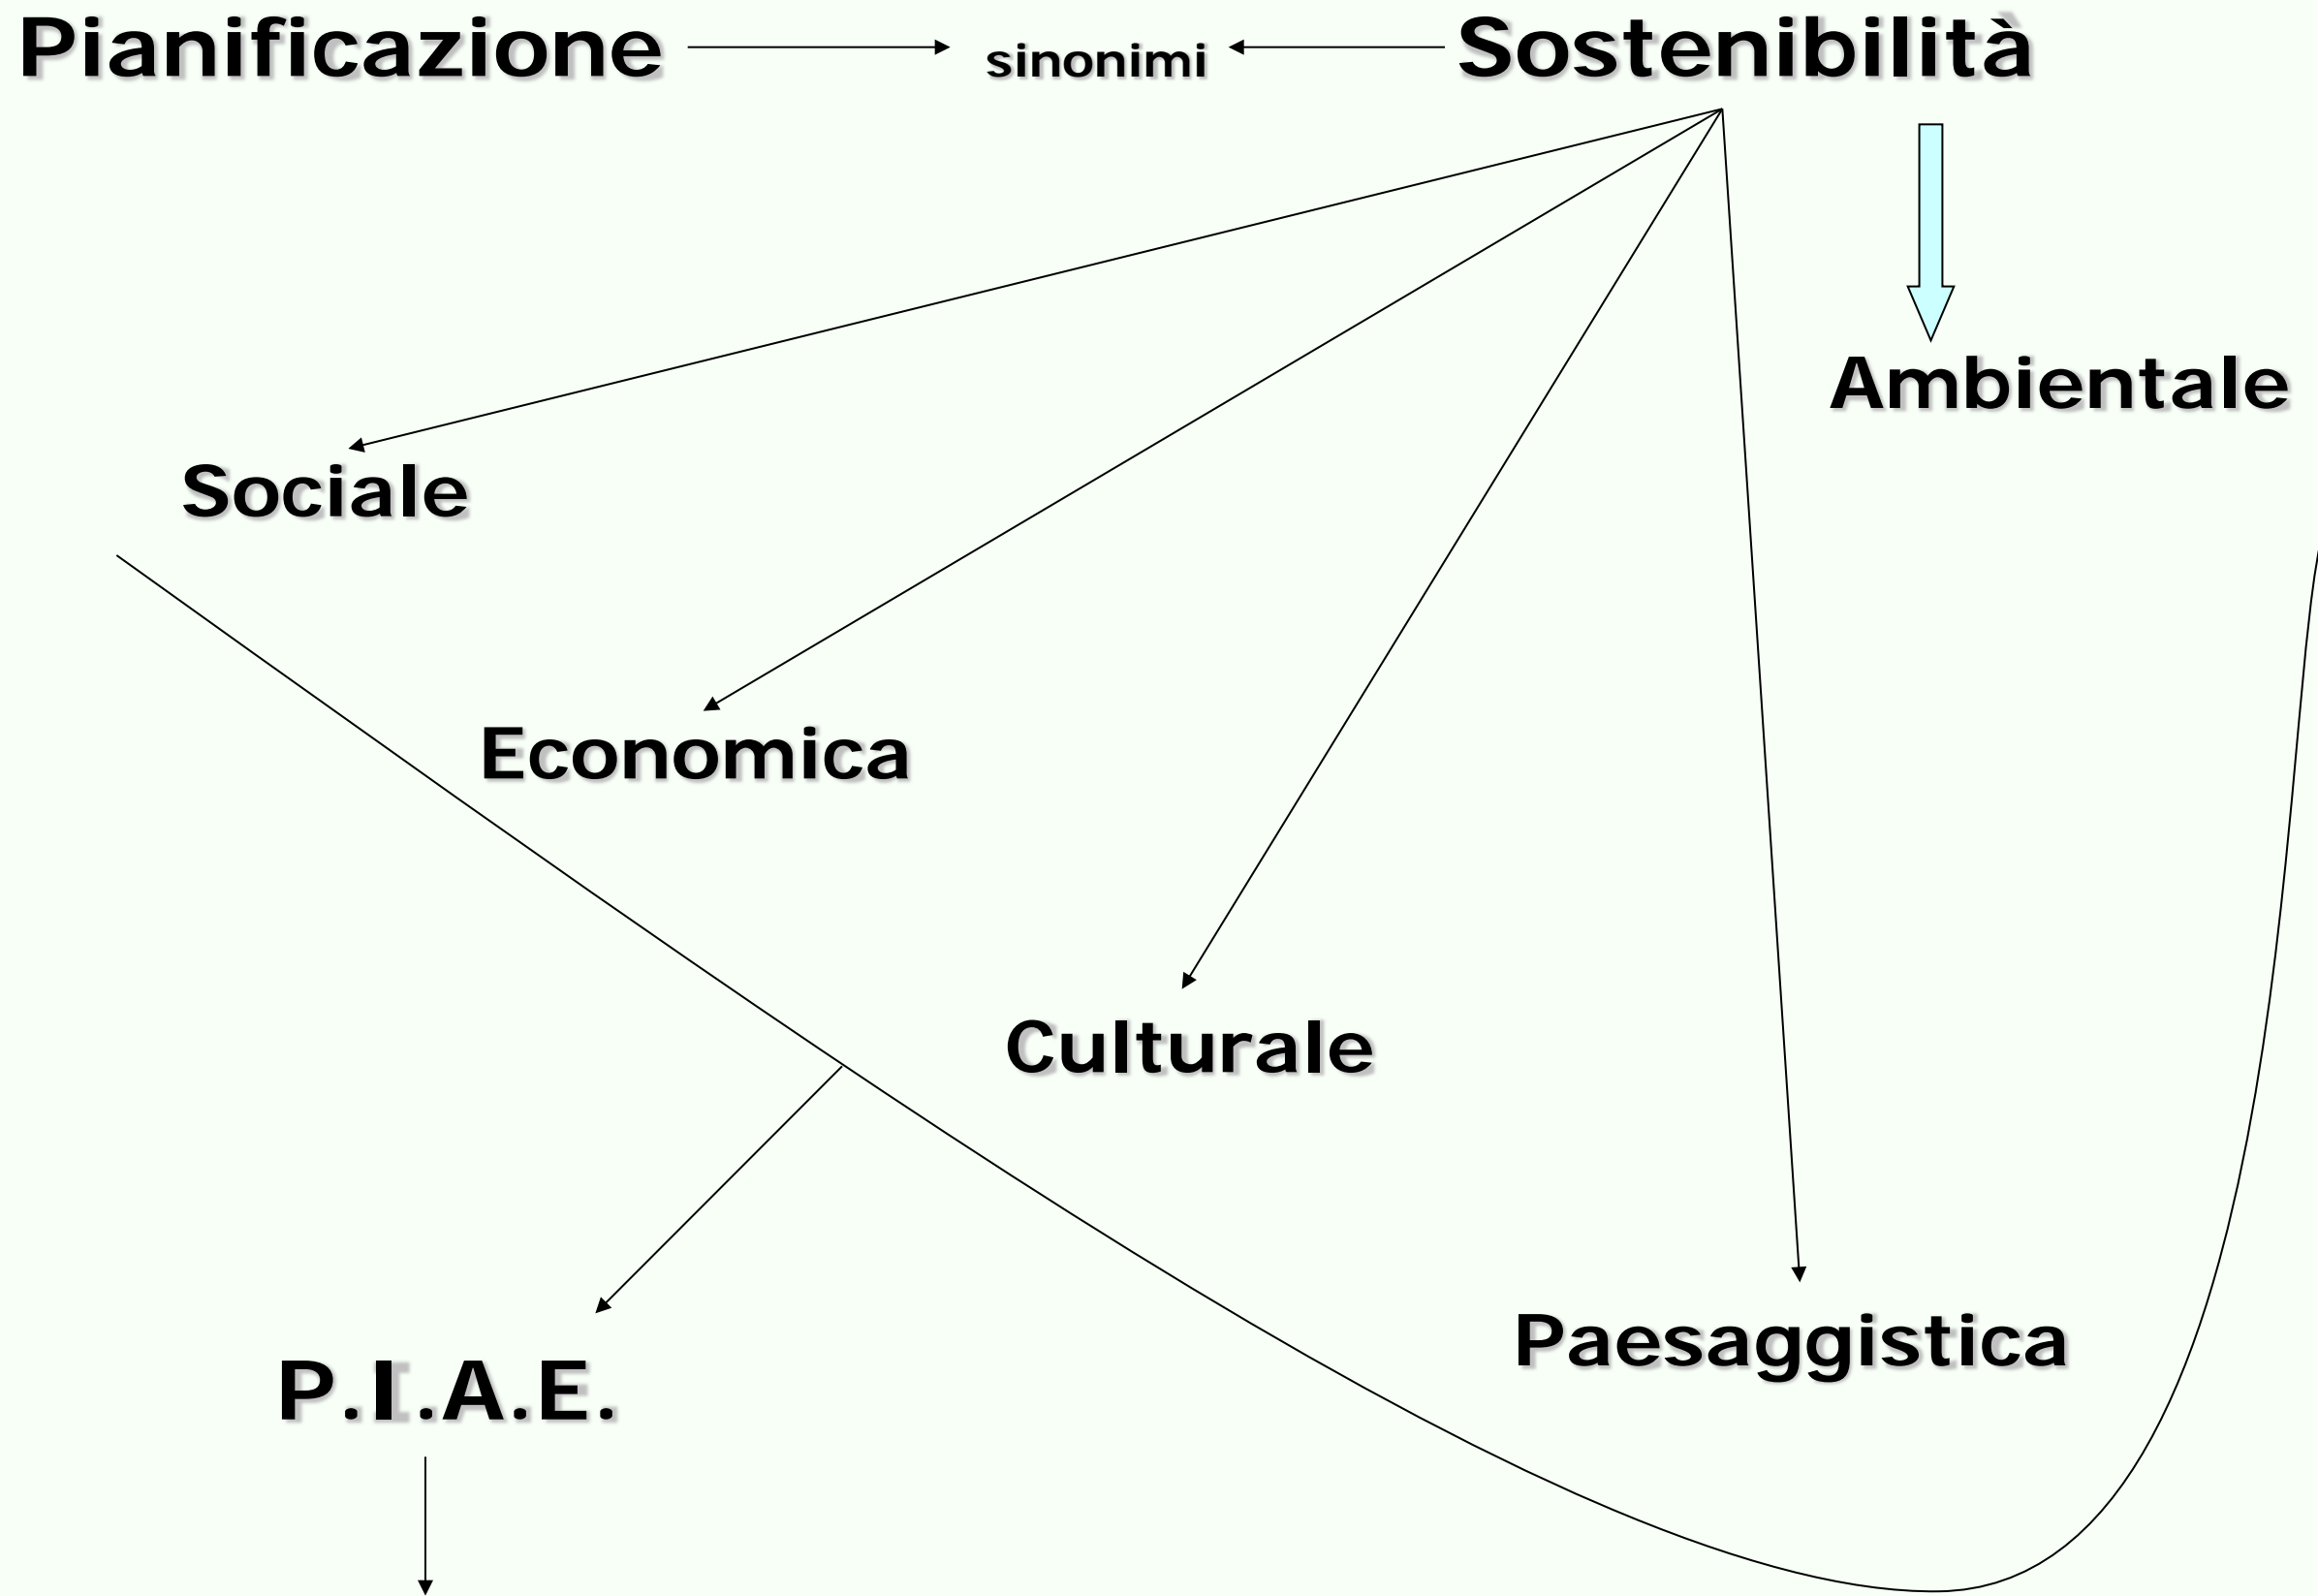 Pianificazione sinonimi Sostenibilità
Ambientale
Sociale
Economica
Culturale
Paesaggistica
P.I.A.E.